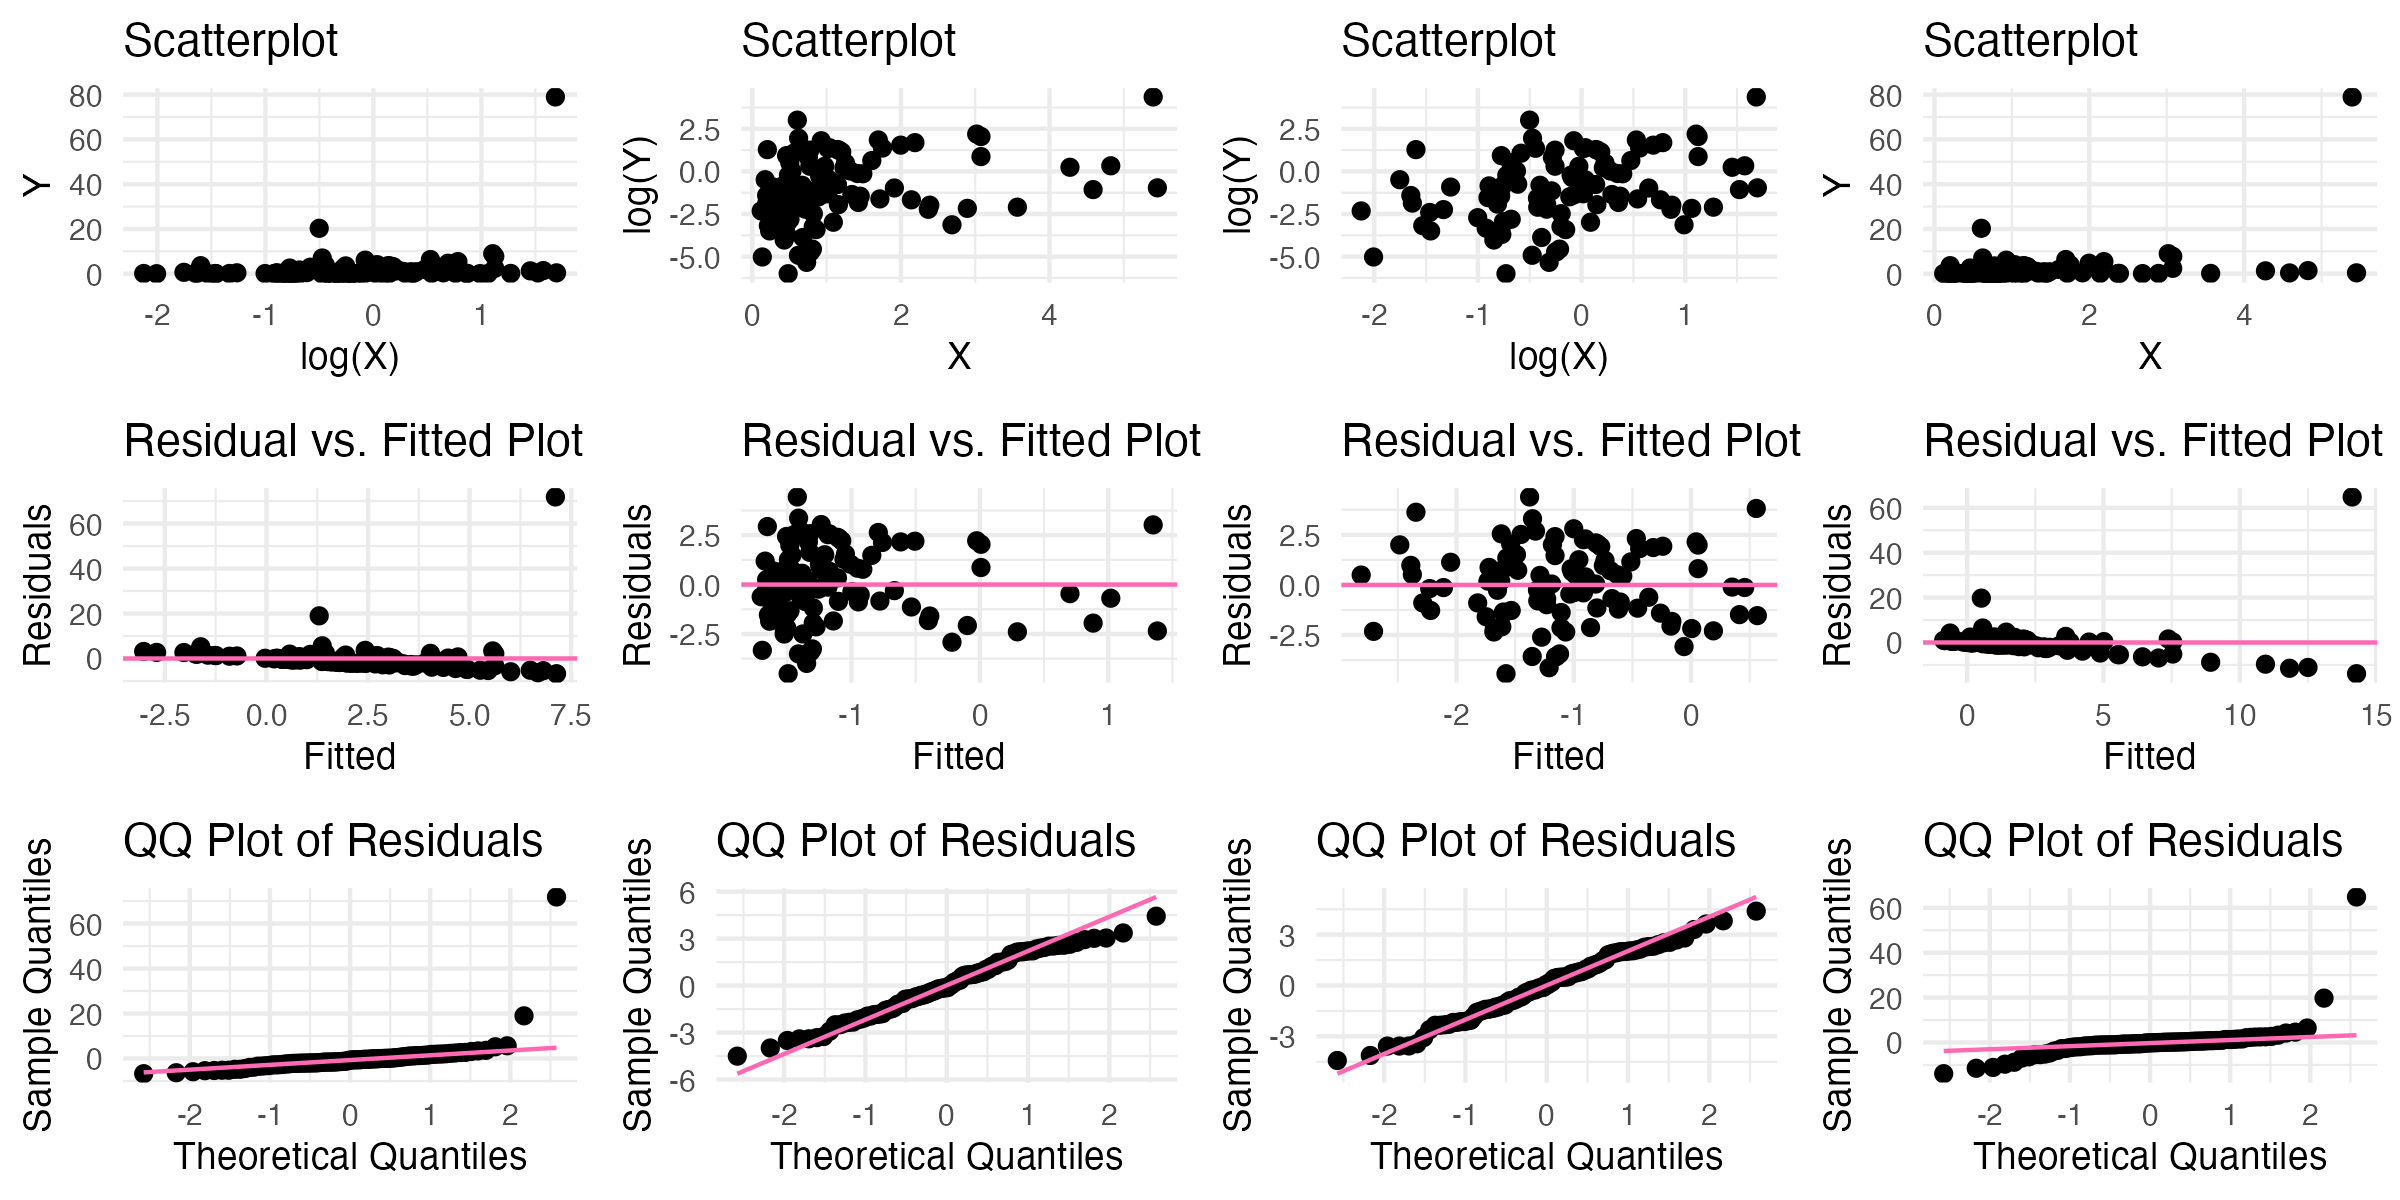 Scatterplot
80
60
40
20
0
Y
-2 -1 0 1
log(X)
Scatterplot
2.5
0.0
-2.5
-5.0
log(Y)
0 2 4
X
Scatterplot
2.5
0.0
-2.5
-5.0
log(Y)
-2 -1 0 1
log(X)
Scatterplot
80
60
40
20
0
Y
0 2 4
X
Residual vs. Fitted Plot
60
40
20
0
Residuals
-2.5 0.0 2.5 5.0 7.5
Fitted
Residual vs. Fitted Plot
2.5
0.0
-2.5
Residuals
-1 0 1
Fitted
Residual vs. Fitted Plot
2.5
0.0
-2.5
Residuals
-2 -1 0
Fitted
Residual vs. Fitted Plot
60
40
20
0
Residuals
0 5 10 15
Fitted
QQ Plot of Residuals
60
40
20
0
Sample Quantiles
-2 -1 0 1 2
Theoretical Quantiles
QQ Plot of Residuals
6
3
0
-3
-6
Sample Quantiles
-2 -1 0 1 2
Theoretical Quantiles
QQ Plot of Residuals
3
0
-3
Sample Quantiles
-2 -1 0 1 2
Theoretical Quantiles
QQ Plot of Residuals
60
40
20
0
Sample Quantiles
-2 -1 0 1 2
Theoretical Quantiles